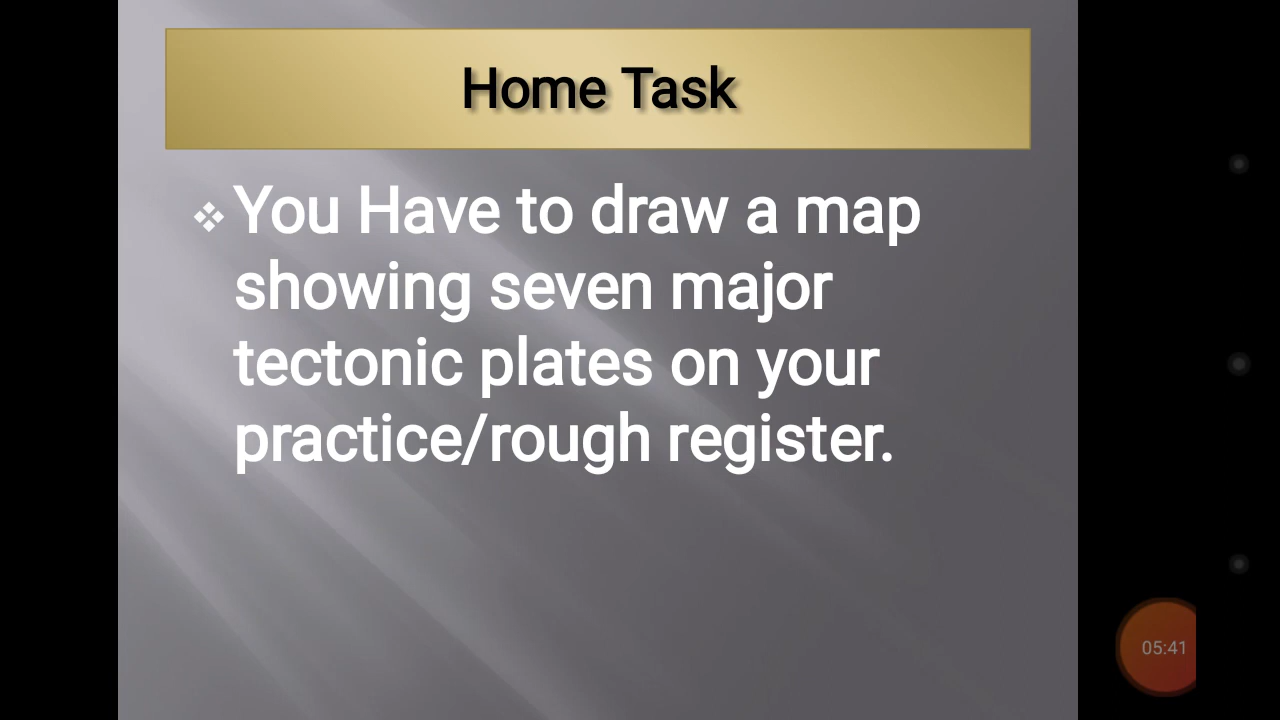 Home Task
You Have to draw a map
showing seven major
tectonic plates on your
practice/rough register.
05:41